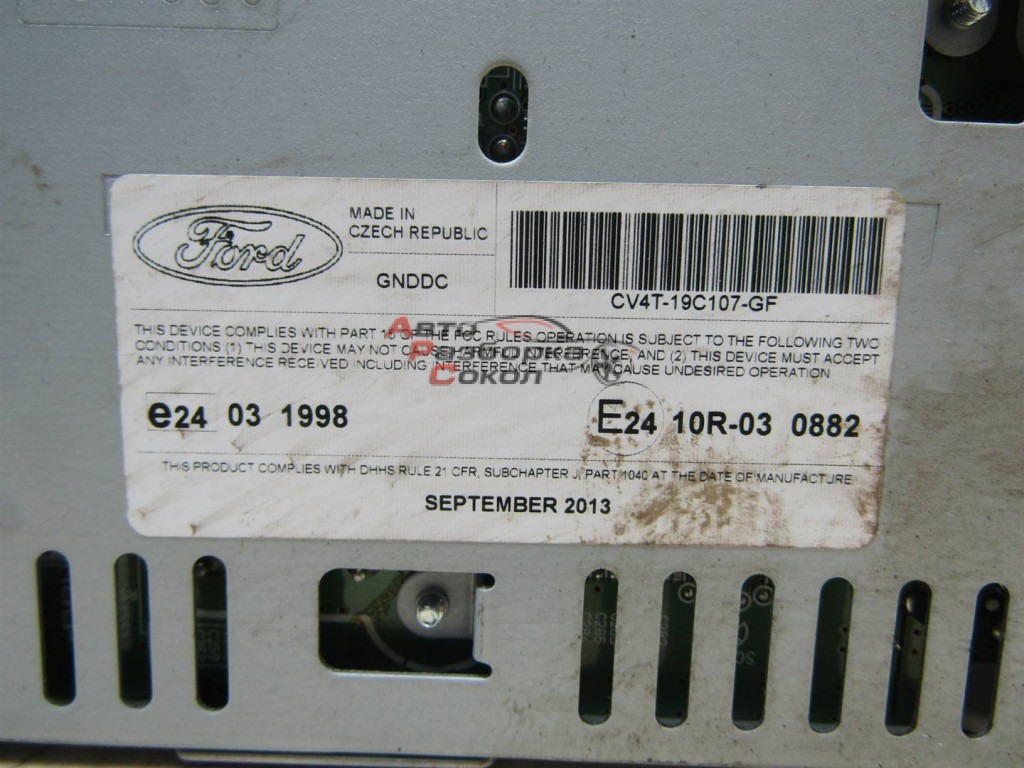 Ford
MADE IN
CZECH REPUBLIC
GNDDC
CV4T-19C107-GF
THIS DEVICE COMPLIES WITH PART 15 OF THE FCC RULES OPERATION IS SUBJECT TO THE FOLLOWING TWO
CONDITIONS (1) THIS DEVICE MAY NOT CAUSE HARMFUL INTERFERENCE, AND (2) THIS DEVICE MUST ACCEPT
ANY INTERFERENCE RECEIVED INCLUDING INTERFERENCE THAT MAY CAUSE UNDESIRED OPERATION
Авто
Разборка
Сокол
e24 03 1998
E24 10R-03 0882
THIS PRODUCT COMPLIES WITH DHHS RULE 21 CFR, SUBCHAPTER J, PART 1040 AT THE DATE OF MANUFACTURE
SEPTEMBER 2013